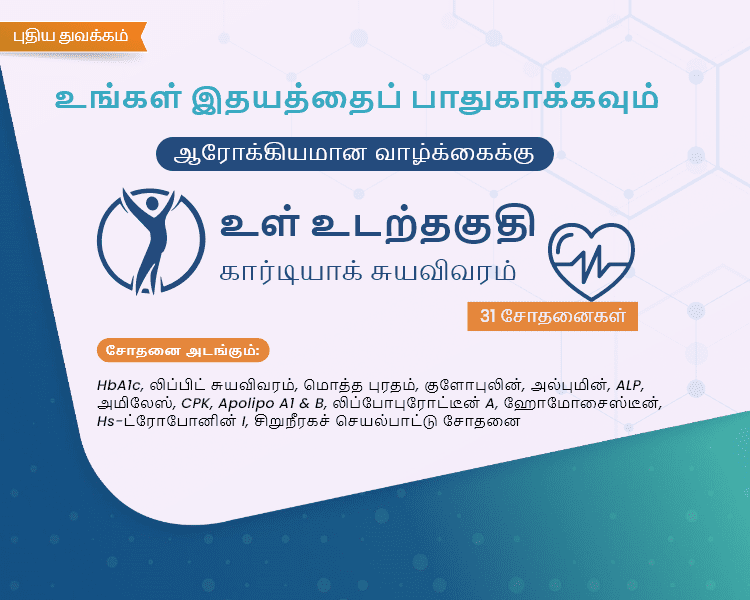 புதிய துவக்கம்
உங்கள் இதயத்தைப் பாதுகாக்கவும்
ஆரோக்கியமான வாழ்க்கைக்கு
உள் உடற்தகுதி
கார்டியாக் சுயவிவரம்
31 சோதனைகள்
சோதனை அடங்கும்:
HbA1c, லிப்பிட் சுயவிவரம், மொத்த புரதம், குளோபுலின், அல்புமின், ALP,
அமிலேஸ், CPK, Apolipo A1 & B, லிப்போபுரோட்டீன் A, ஹோமோசைஸ்டீன்,
Hs-ட்ரோபோனின் I, சிறுநீரகச் செயல்பாட்டு சோதனை